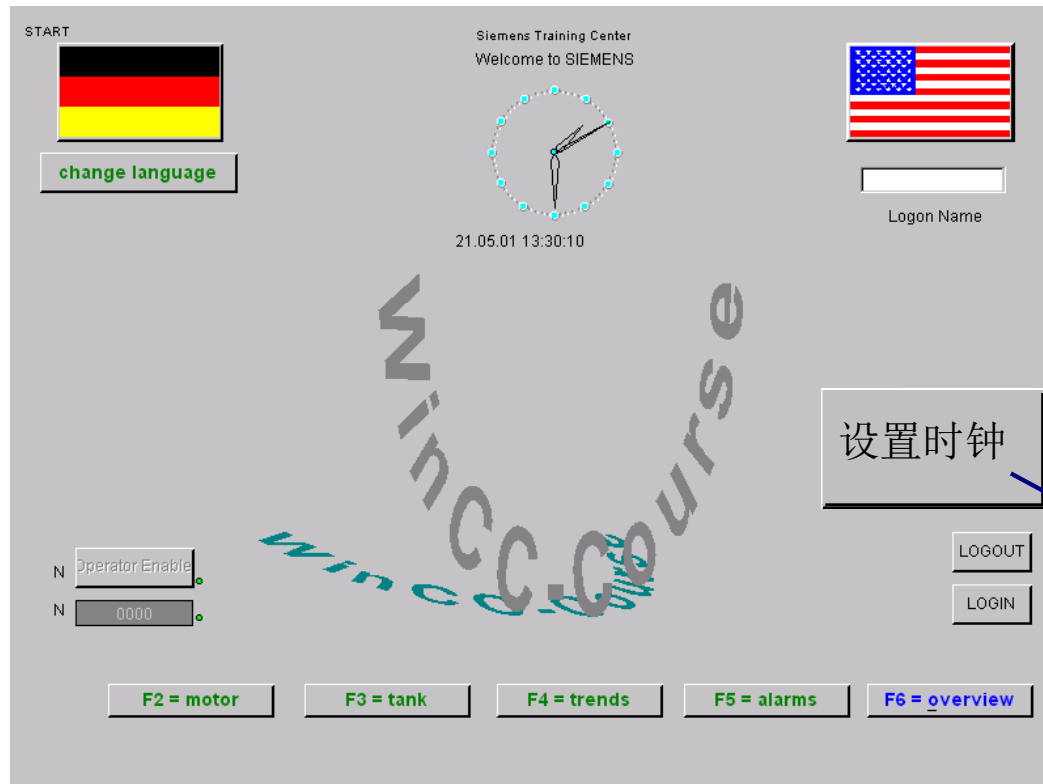 START
Siemens Training Center
Welcome to SIEMENS
change language
Logon Name
21.05.01 13:30:10
WinCC-Course
设置时钟
WinCC-Course
N Operator Enable
LOGOUT
N 0000
LOGIN
F2 = motor
F3 = tank
F4 = trends
F5 = alarms
F6 = overview